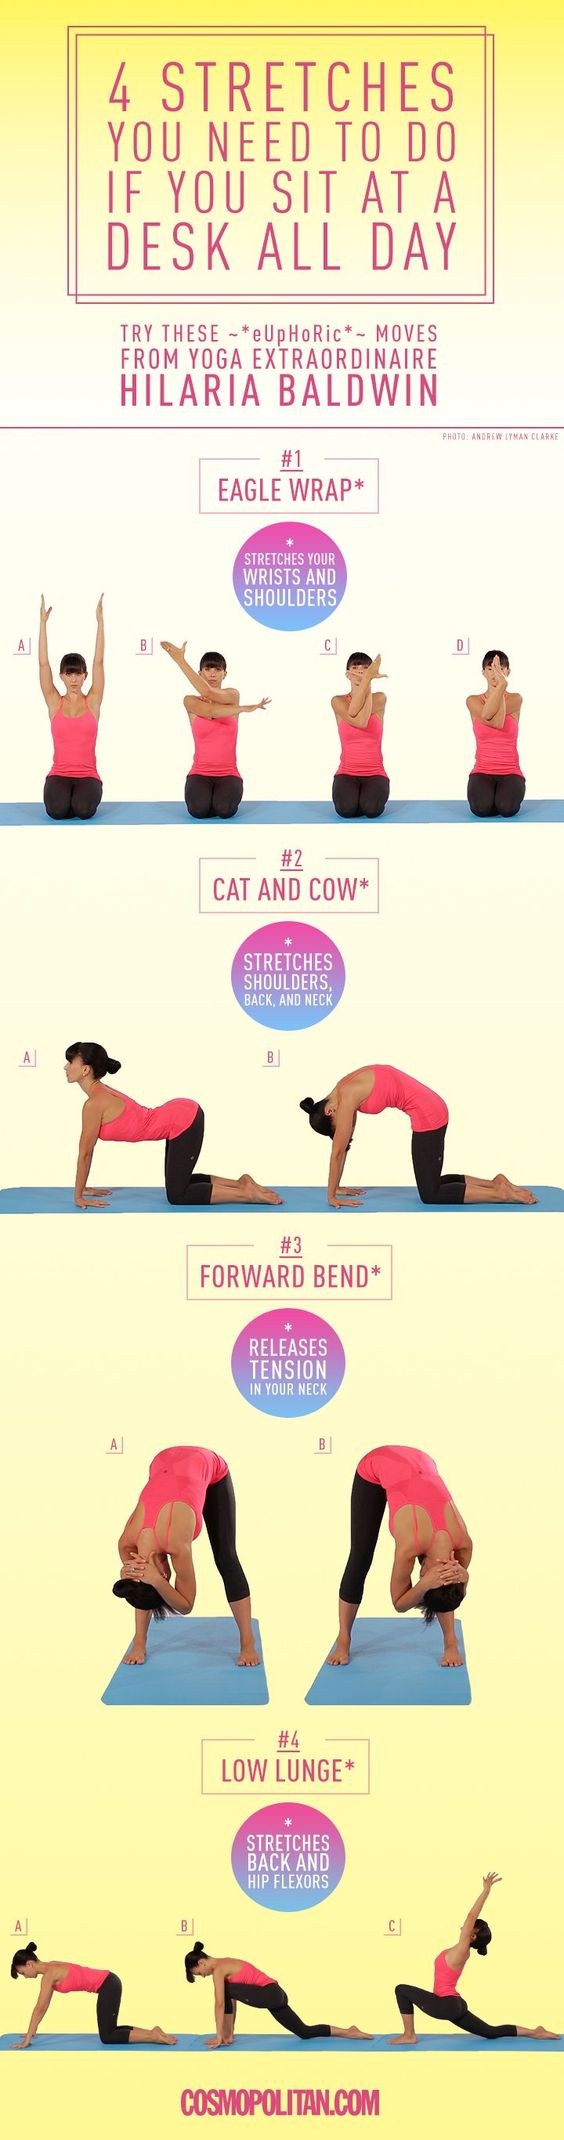 4 STRETCHES
YOU NEED TO DO
IF YOU SIT AT A
DESK ALL DAY
TRY THESE ~*eUpHoRic*~ MOVES
FROM YOGA EXTRAORDINAIRE
HILARIA BALDWIN
PHOTO: ANDREW LYMAN CLARKE
#1
EAGLE WRAP*
*
STRETCHES YOUR
WRISTS AND
SHOULDERS
A B C D
#2
CAT AND COW*
*
STRETCHES
SHOULDERS,
BACK, AND NECK
A B
#3
FORWARD BEND*
*
RELEASES
TENSION
IN YOUR NECK
A B
#4
LOW LUNGE*
*
STRETCHES
BACK AND
HIP FLEXORS
A B C
COSMOPOLITAN.COM